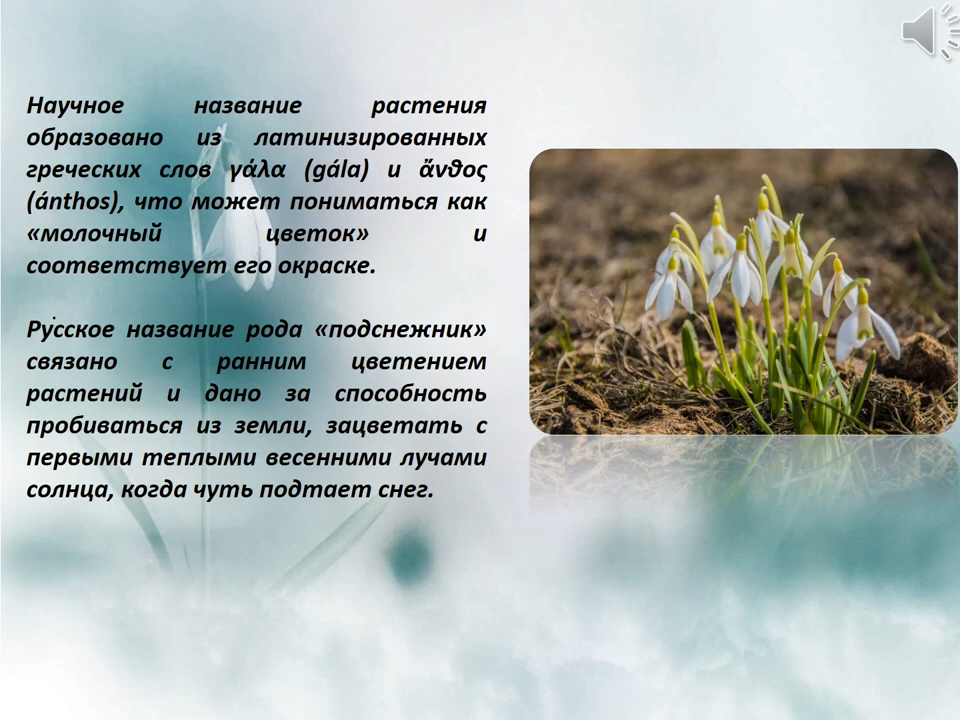 Научное название растения
образовано из латинизированных
греческих слов γάλα (gála) и ἄνθος
(ánthos), что может пониматься как
«молочный цветок» и
соответствует его окраске.
Русское название рода «подснежник»
связано с ранним цветением
растений и дано за способность
пробиваться из земли, зацветать с
первыми теплыми весенними лучами
солнца, когда чуть подтает снег.